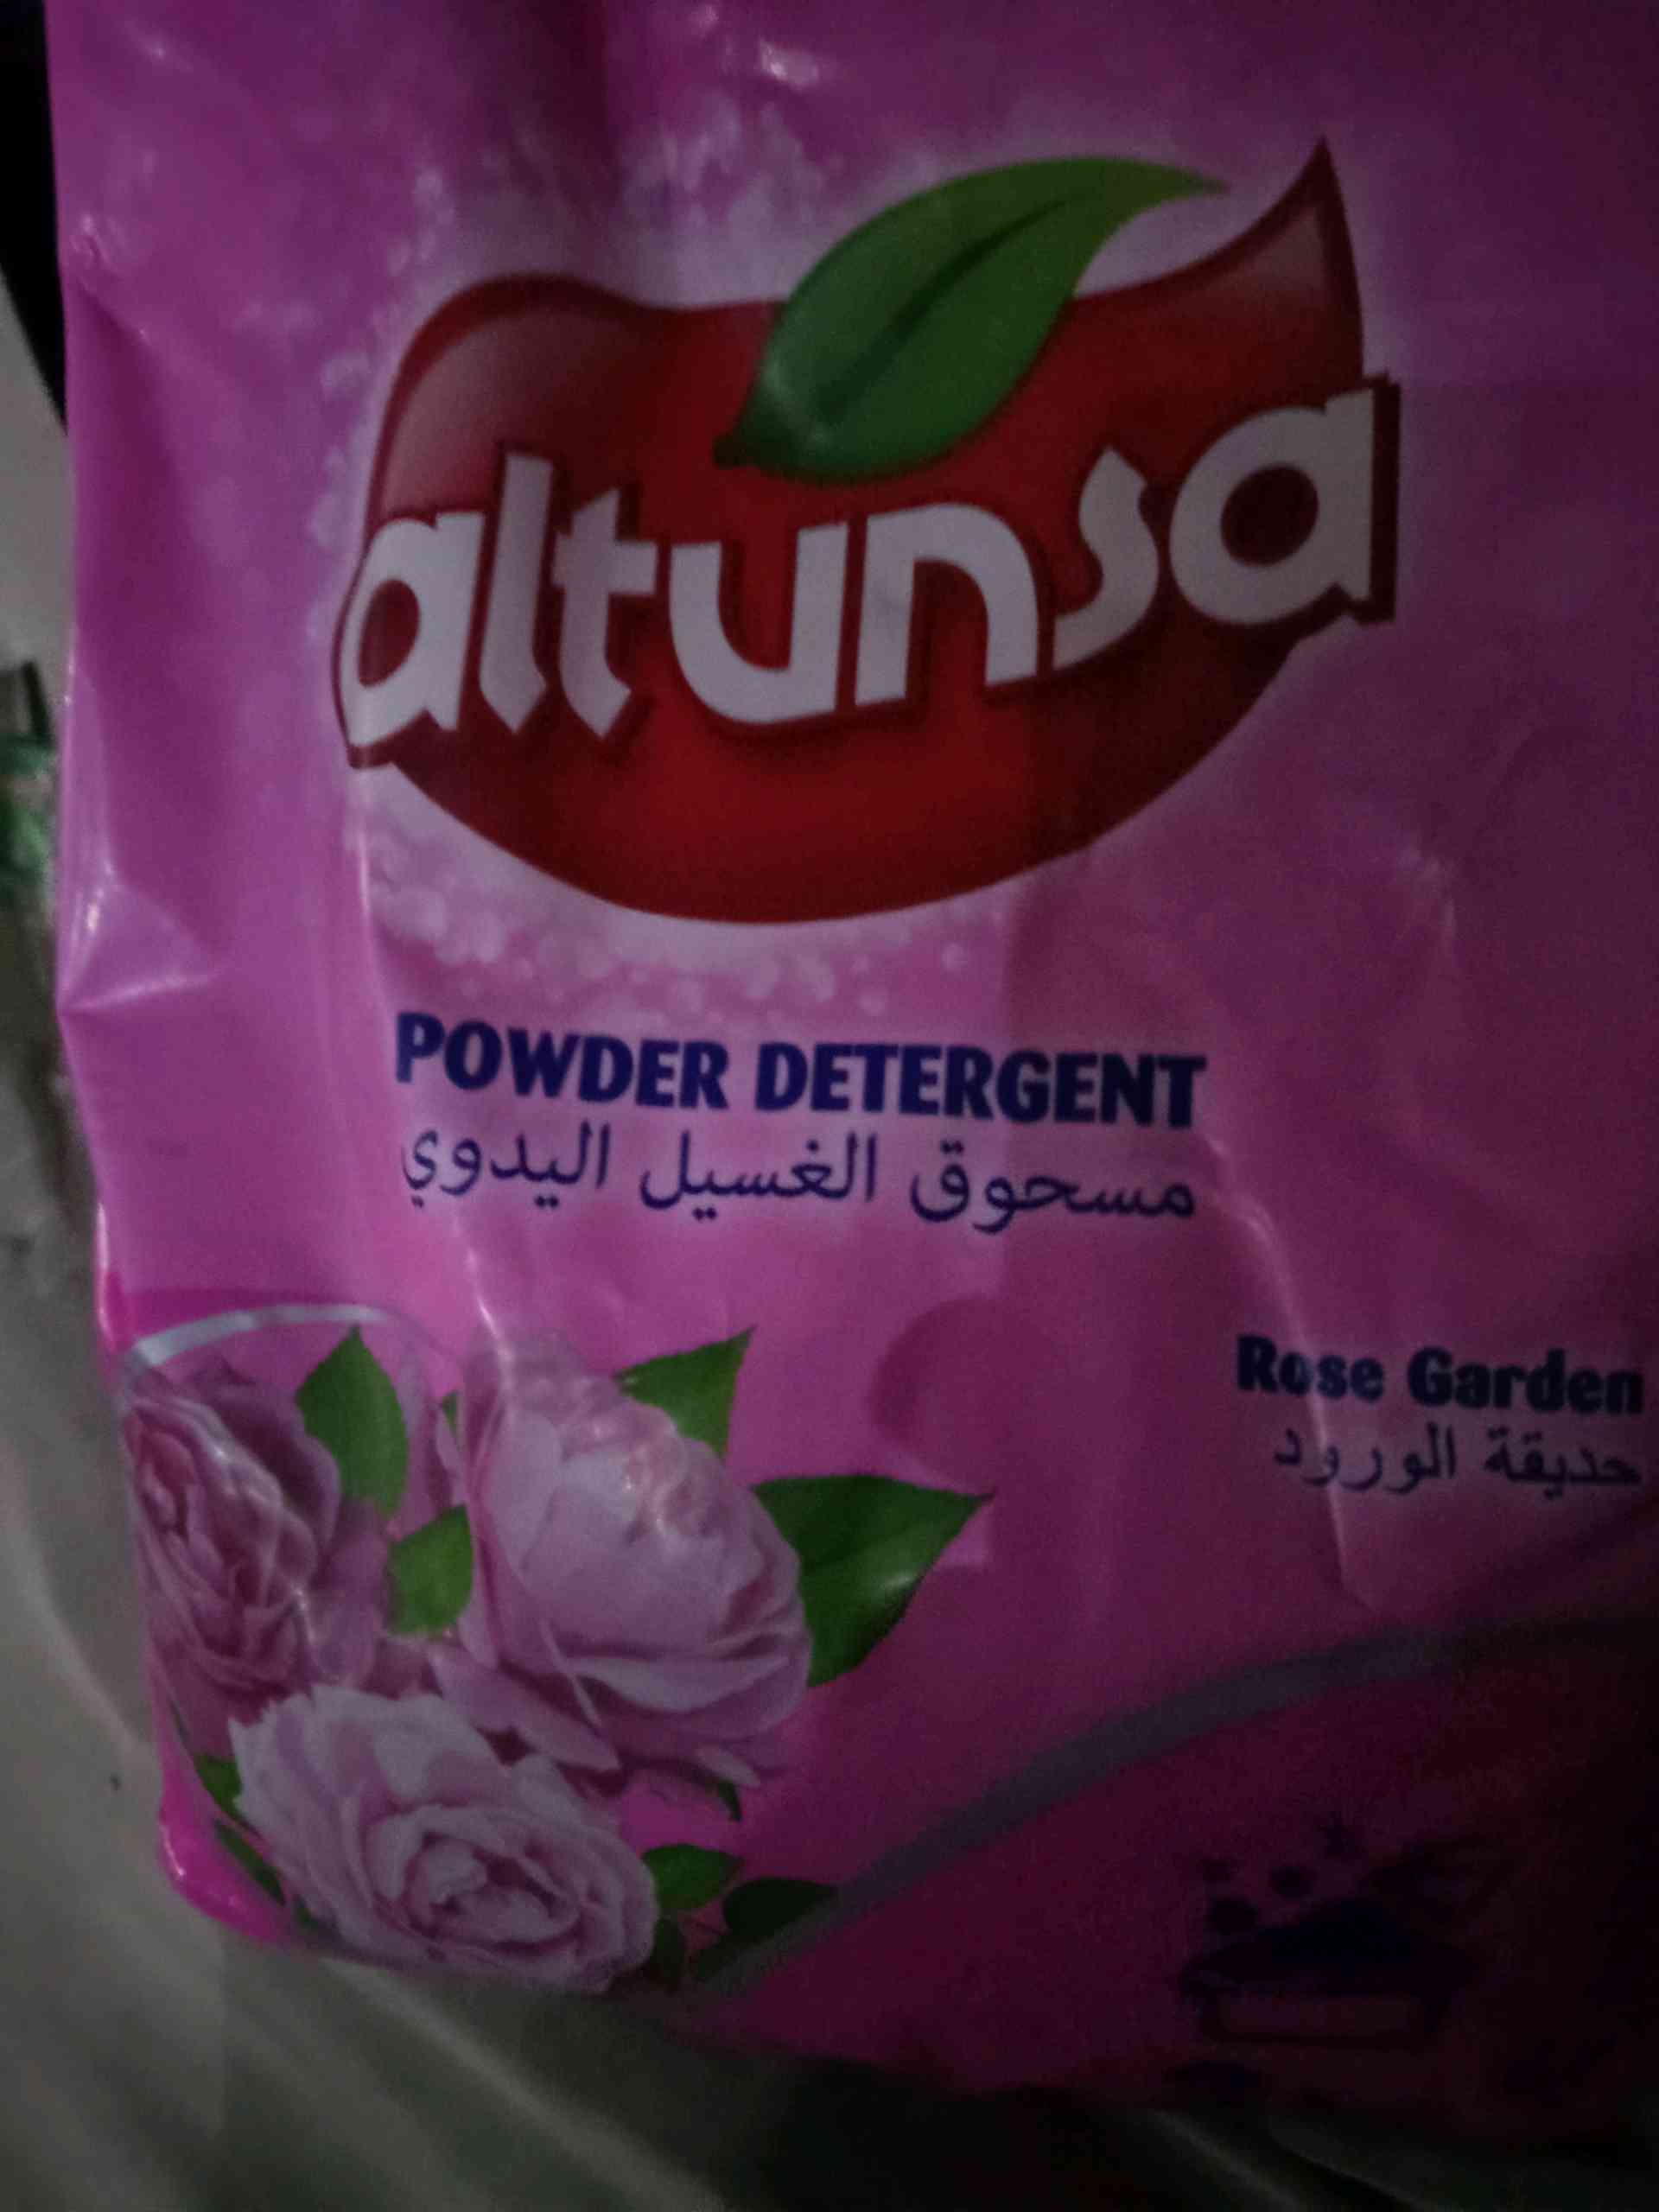 altunsa
POWDER DETERGENT
مسحوق الغسيل اليدوي
Rose Garden
حديقة الورود